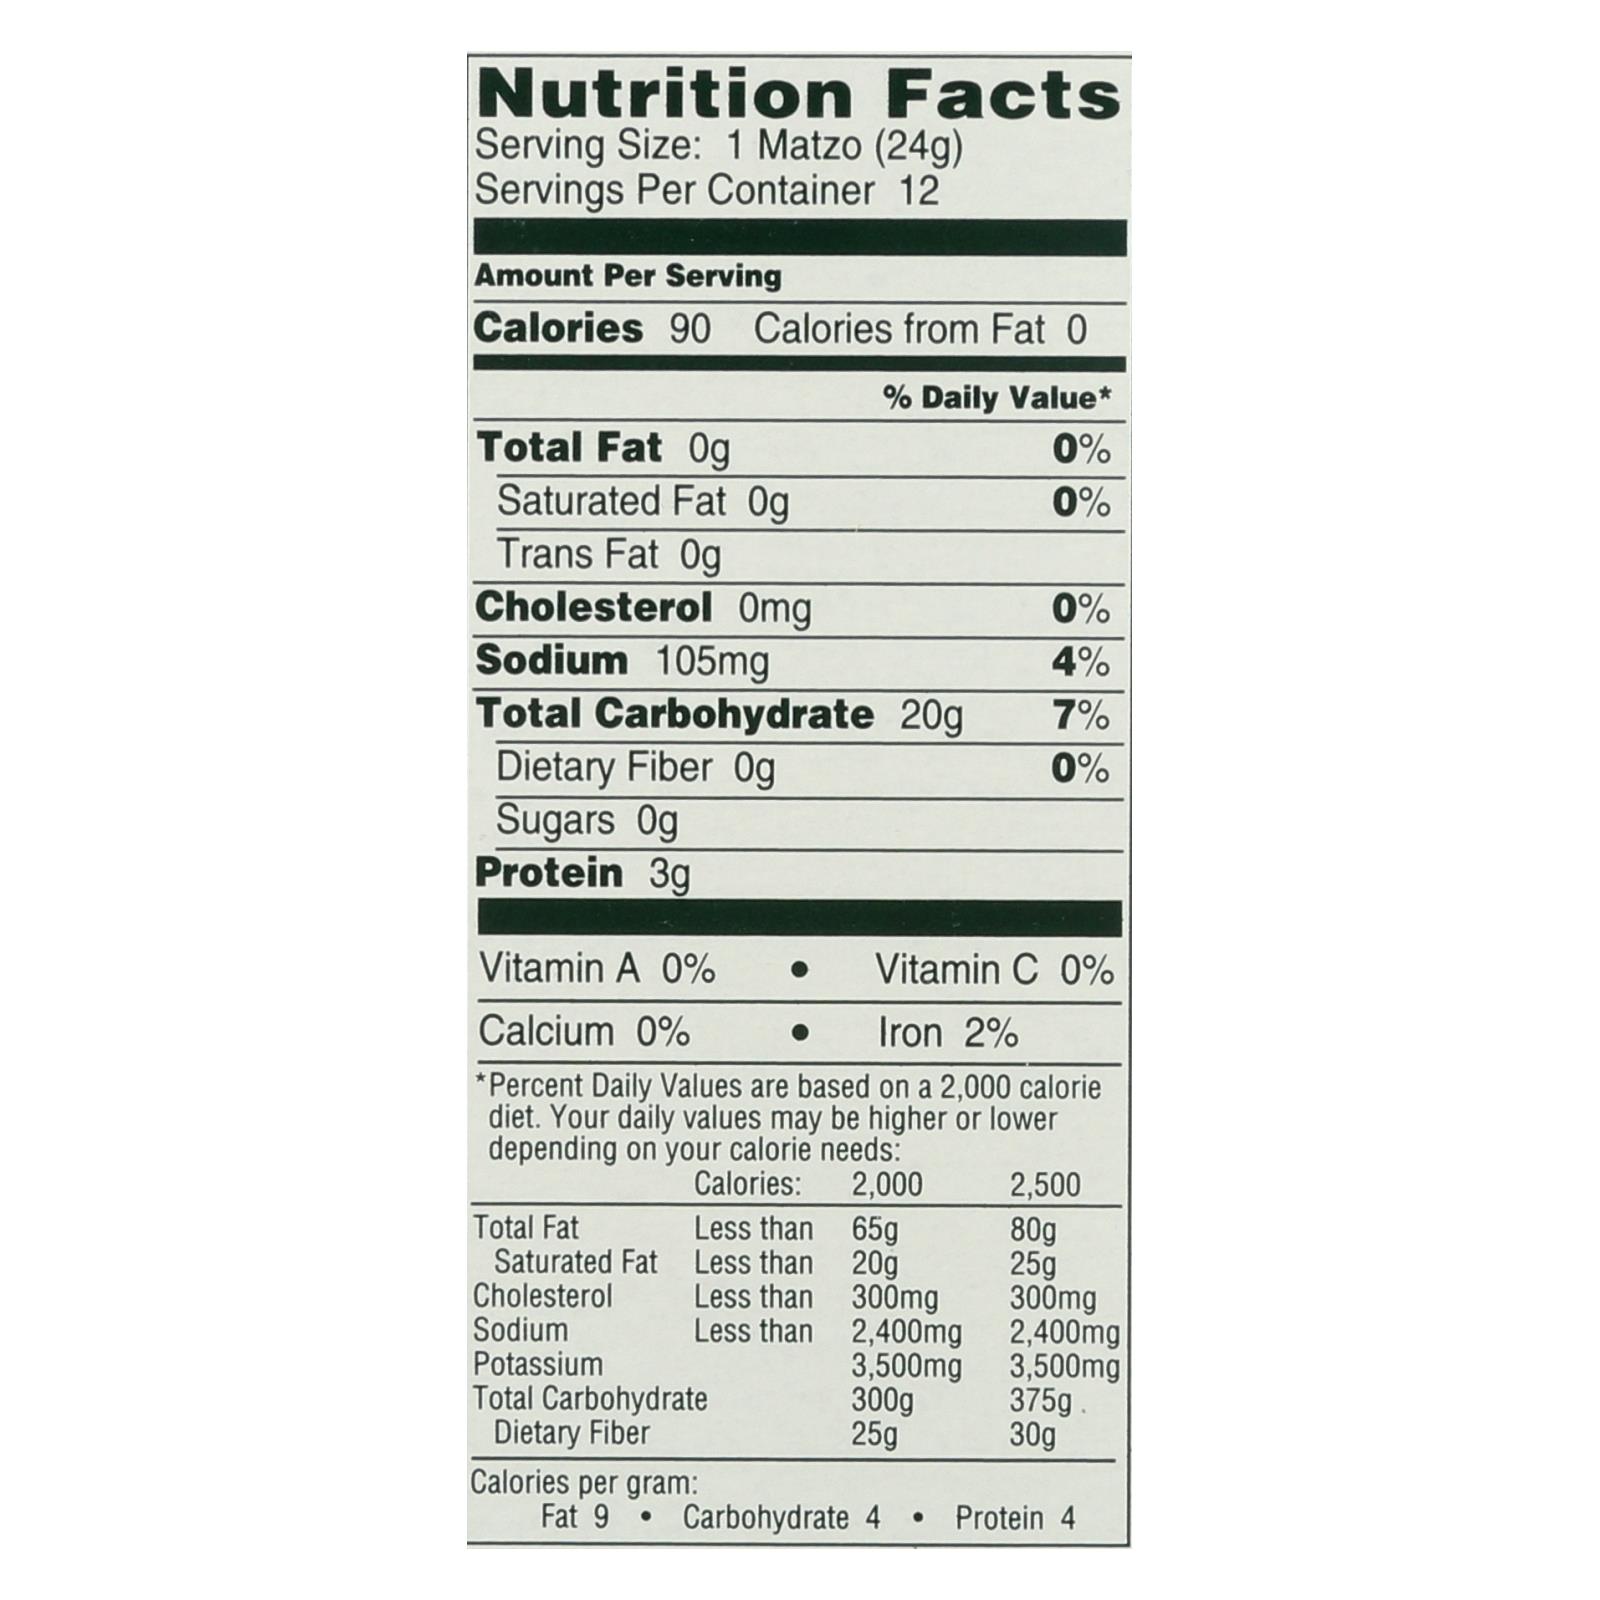 Nutrition Facts
Serving Size: 1 Matzo (24g)
Servings Per Container 12
Amount Per Serving
Calories 90 Calories from Fat 0
% Daily Value*
Total Fat 0g 0%
Saturated Fat 0g 0%
Trans Fat 0g
Cholesterol 0mg 0%
Sodium 105mg 4%
Total Carbohydrate 20g 7%
Dietary Fiber 0g 0%
Sugars 0g
Protein 3g
Vitamin A 0% • Vitamin C 0%
Calcium 0% • Iron 2%
*Percent Daily Values are based on a 2,000 calorie
diet. Your daily values may be higher or lower
depending on your calorie needs:
Calories: 2,000 2,500
Total Fat Less than 65g 80g
Saturated Fat Less than 20g 25g
Cholesterol Less than 300mg 300mg
Sodium Less than 2,400mg 2,400mg
Potassium 3,500mg 3,500mg
Total Carbohydrate 300g 375g
Dietary Fiber 25g 30g
Calories per gram:
Fat 9 • Carbohydrate 4 • Protein 4